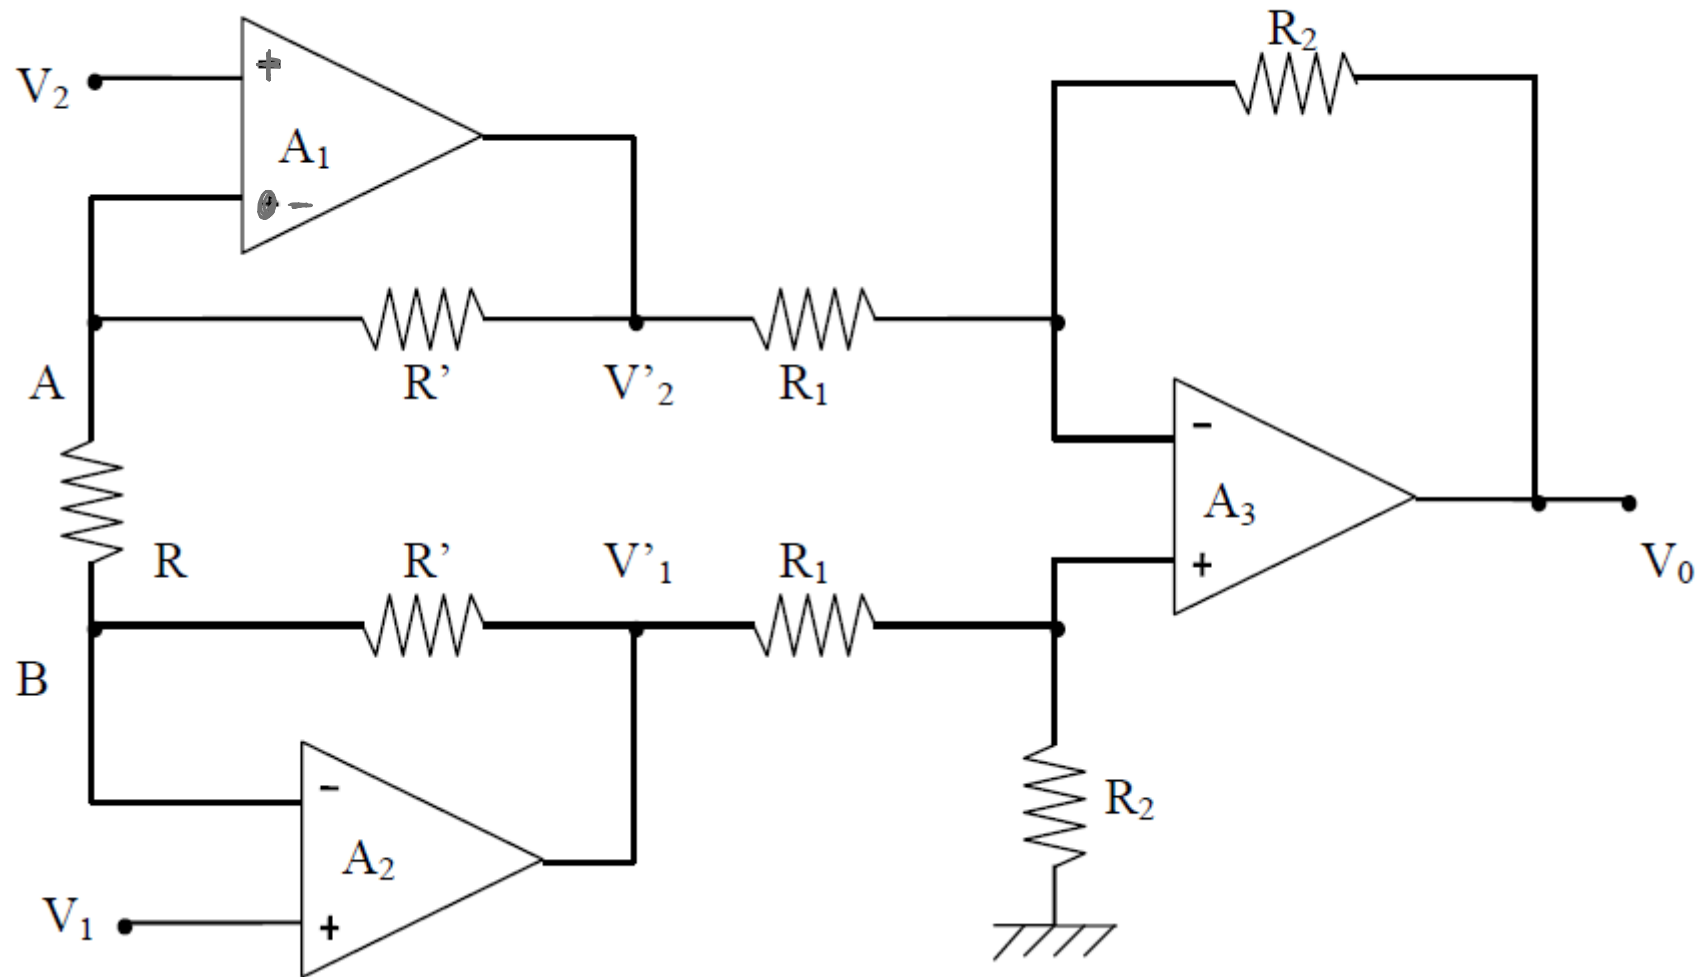 R₂
+
V₂
A₁
-
A
R’
V’₂
R₁
-
A₃
+
V₀
R
R’
V’₁
R₁
B
-
R₂
A₂
V₁
+